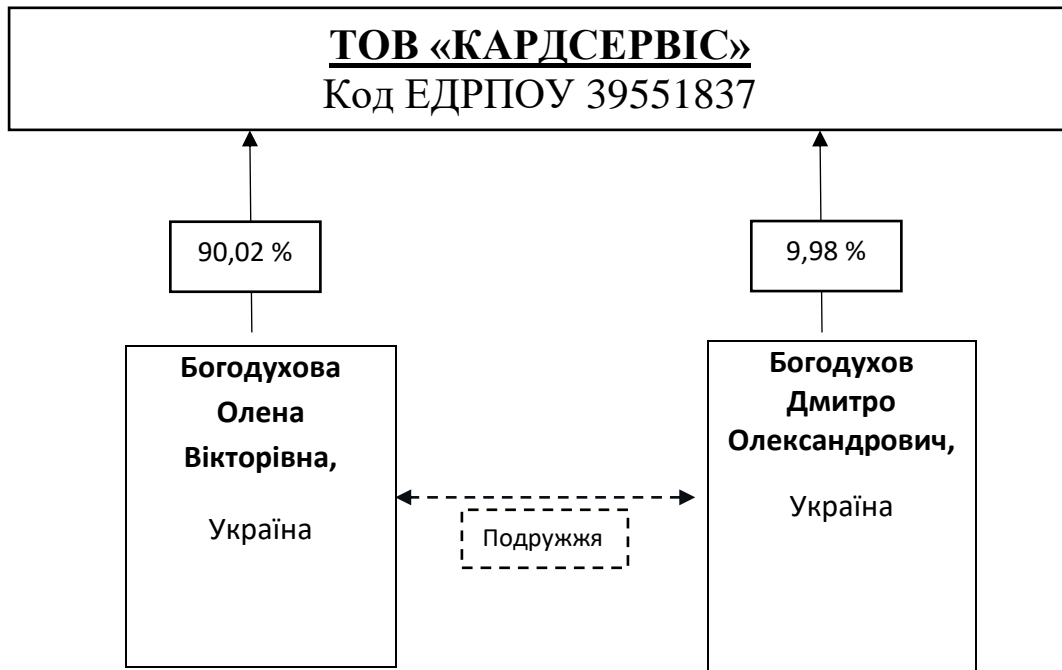 ТОВ «КАРДСЕРВІС»
Код ЕДРПОУ 39551837
90,02 %
9,98 %
Богодухова
Олена
Вікторівна,
Україна
Богодухов
Дмитро
Олександрович,
Україна
Подружжя